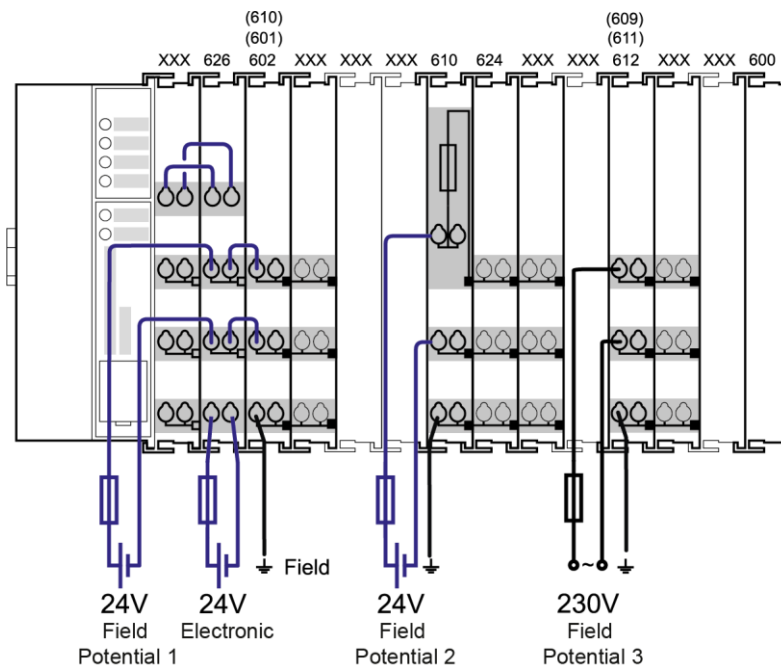 (610) (609)
(601) (611)
XXX 626 602 XXX XXX XXX 610 624 XXX XXX 612 XXX XXX 600
Field
24V 24V 24V 230V
Field Electronic Field Field
Potential 1 Potential 2 Potential 3